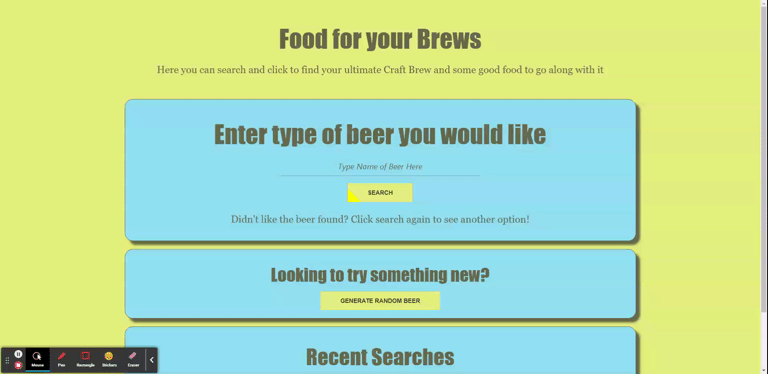 Food for your Brews
Here you can search and click to find your ultimate Craft Brew and some good food to go along with it
Enter type of beer you would like
Type Name of Beer Here
SEARCH
Didn't like the beer found? Click search again to see another option!
Looking to try something new?
GENERATE RANDOM BEER
Recent Searches
Mouse Pen Rectangle Stickers Eraser